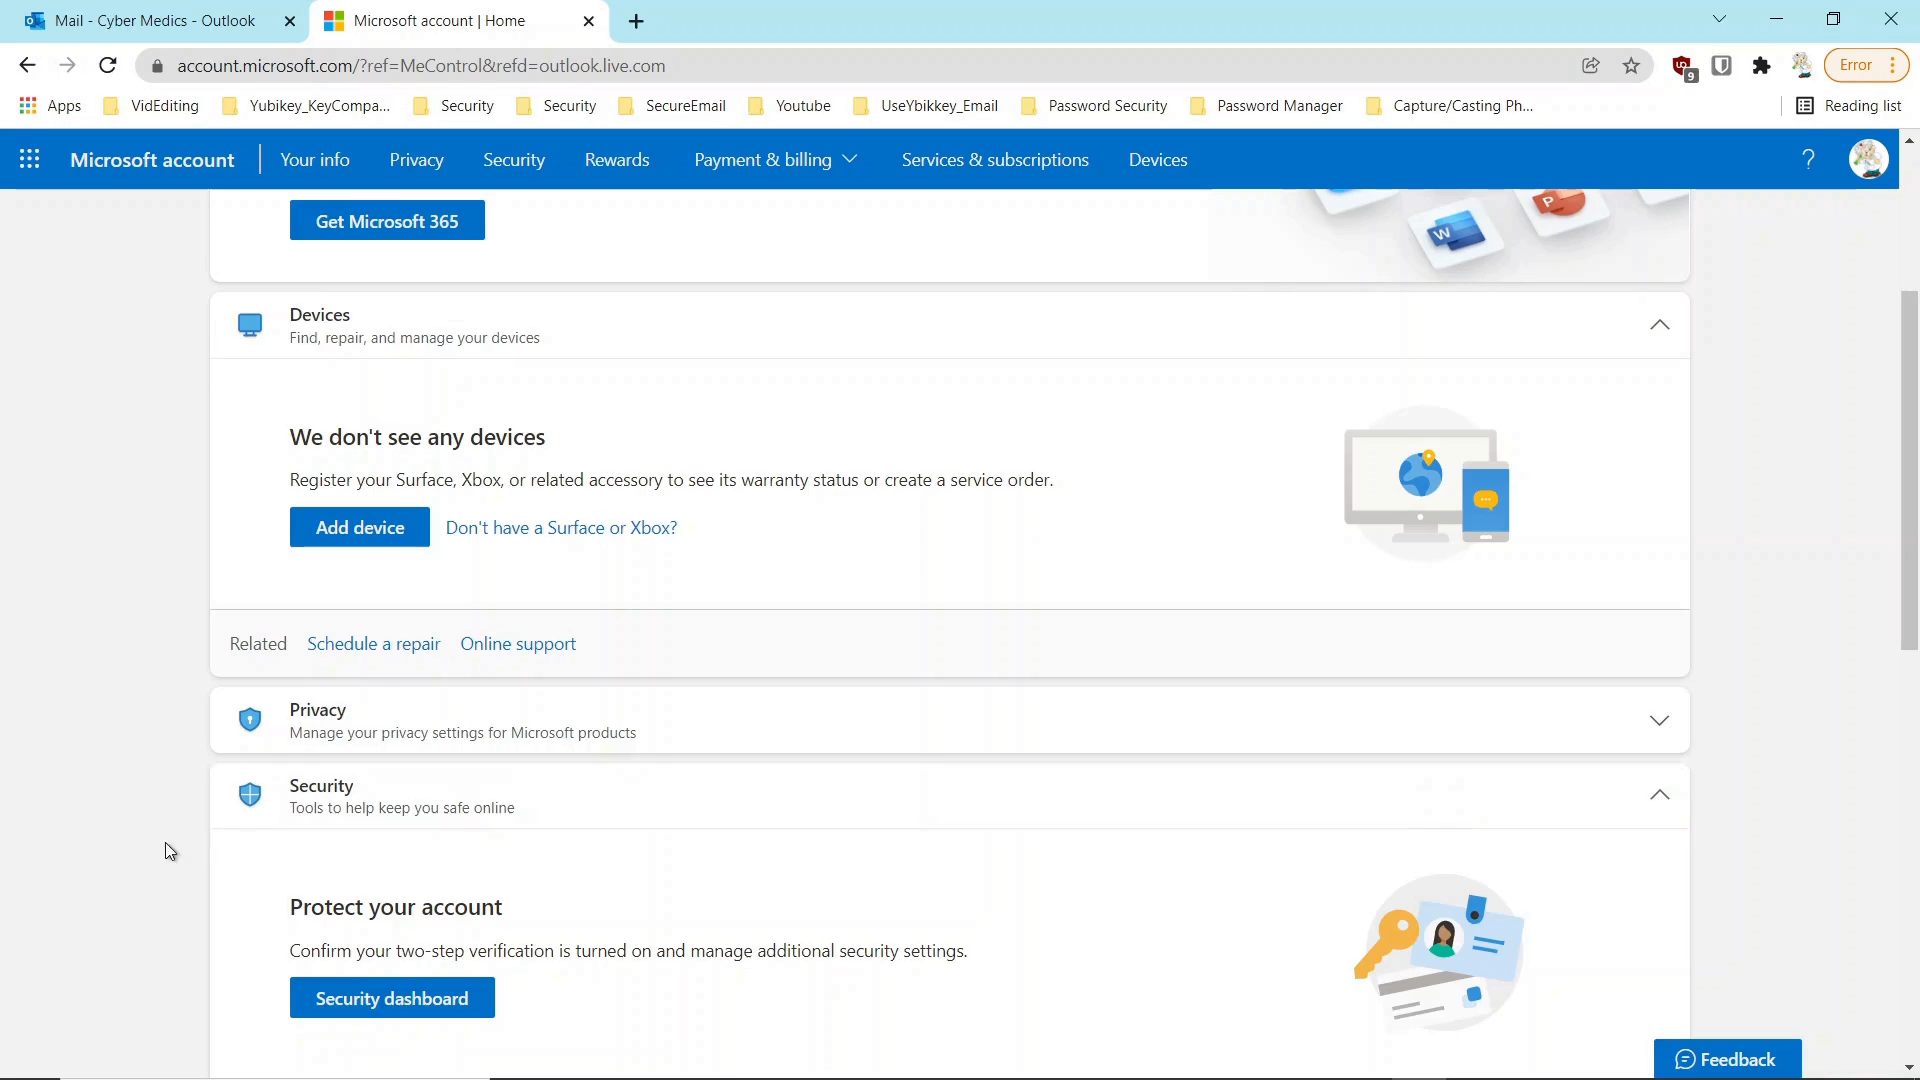 Mail - Cyber Medics - Outlook
Microsoft account | Home
account.microsoft.com/?ref=MeControl&refd=outlook.live.com
9
Error
Apps
VidEditing
Yubikey_KeyCompa...
Security
Security
SecureEmail
Youtube
UseYbikkey_Email
Password Security
Password Manager
Capture/Casting Ph...
Reading list
Microsoft account
Your info
Privacy
Security
Rewards
Payment & billing
Services & subscriptions
Devices
?
Get Microsoft 365
W
P
Devices
Find, repair, and manage your devices
We don't see any devices
Register your Surface, Xbox, or related accessory to see its warranty status or create a service order.
Add device
Don't have a Surface or Xbox?
Related
Schedule a repair
Online support
Privacy
Manage your privacy settings for Microsoft products
Security
Tools to help keep you safe online
Protect your account
Confirm your two-step verification is turned on and manage additional security settings.
Security dashboard
Feedback